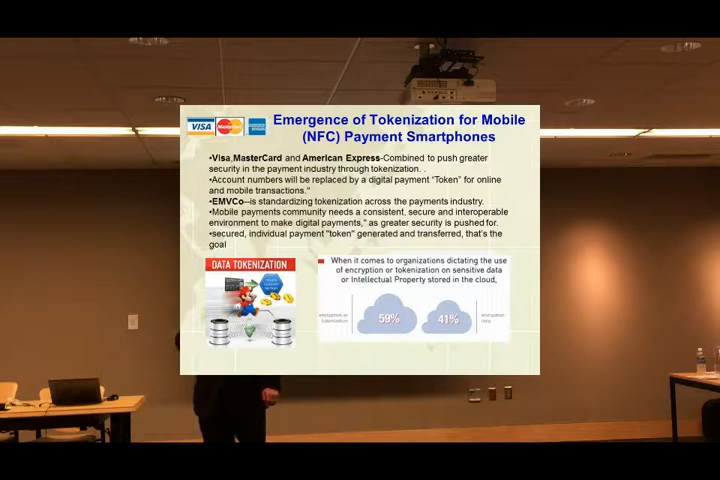 VISA
MasterCard
Emergence of Tokenization for Mobile
(NFC) Payment Smartphones
•Visa,MasterCard and American Express-Combined to push greater
security in the payment industry through tokenization. .
•Account numbers will be replaced by a digital payment “Token” for online
and mobile transactions."
•EMVCo--is standardizing tokenization across the payments industry.
•Mobile payments community needs a consistent, secure and interoperable
environment to make digital payments," as greater security is pushed for.
•secured, individual payment "token" generated and transferred, that's the
goal
DATA TOKENIZATION
When it comes to organizations dictating the use
of encryption or tokenization on sensitive data
or Intellectual Property stored in the cloud,
59%
41%